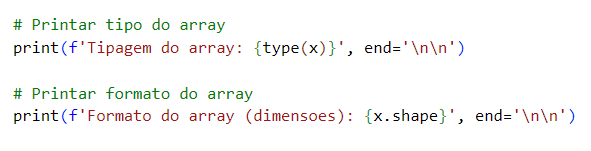 # Printar tipo do array
print(f'Tipagem do array: {type(x)}', end='\n\n')
# Printar formato do array
print(f'Formato do array (dimensoes): {x.shape}', end='\n\n')